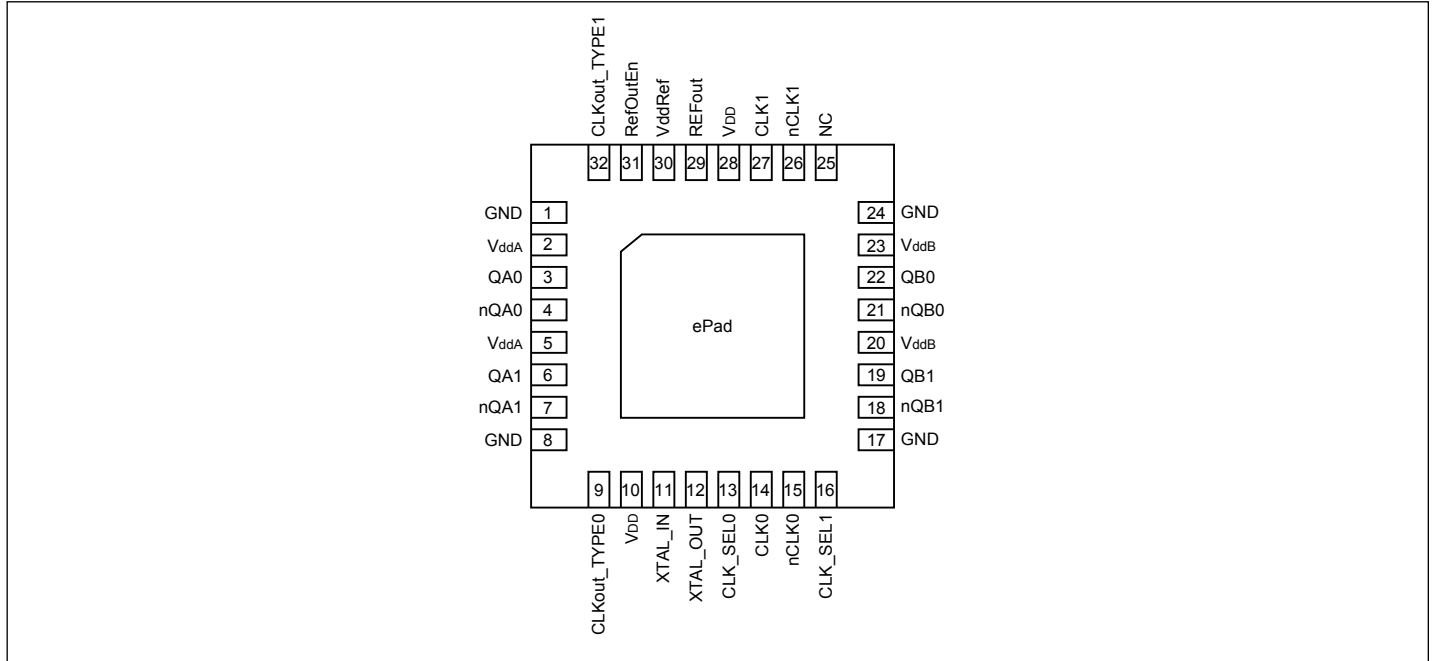 CLKout_TYPE1
RefOutEn
VddRef
REFout
VDD
CLK1
nCLK1
NC
32 31 30 29 28 27 26 25
GND 1
VddA 2
QA0 3
nQA0 4
VddA 5
QA1 6
nQA1 7
GND 8
ePad
24 GND
23 VddB
22 QB0
21 nQB0
20 VddB
19 QB1
18 nQB1
17 GND
9 10 11 12 13 14 15 16
CLKout_TYPE0
VDD
XTAL_IN
XTAL_OUT
CLK_SEL0
CLK0
nCLK0
CLK_SEL1